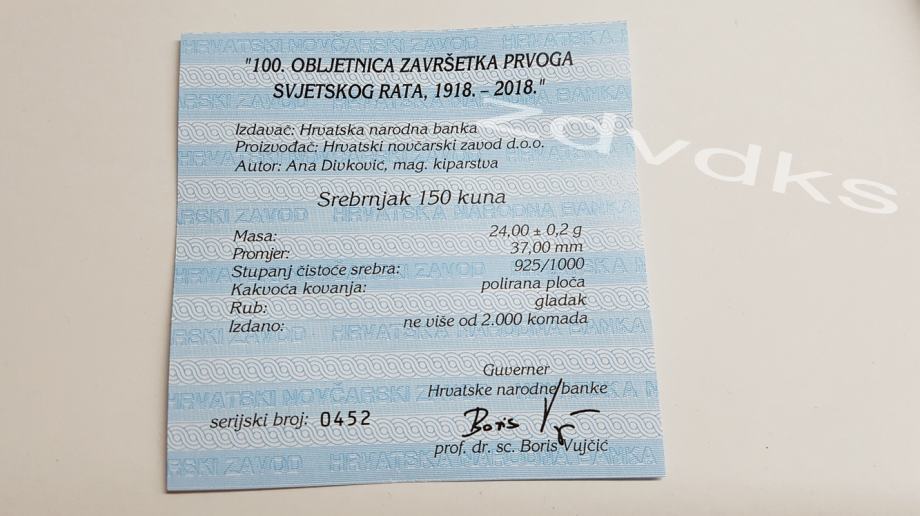 "100. OBLJETNICA ZAVRŠETKA PRVOGA
SVJETSKOG RATA, 1918. – 2018."
Izdavač: Hrvatska narodna banka
Proizvođač: Hrvatski novčarski zavod d.o.o.
Autor: Ana Divković, mag. kiparstva
Srebrnjak 150 kuna
Masa: 24,00 ± 0,2 g
Promjer: 37,00 mm
Stupanj čistoće srebra: 925/1000
Kakvoća kovanja: polirana ploča
Rub: gladak
Izdano: ne više od 2.000 komada
Guverner
Hrvatske narodne banke
serijski broj: 0452
Boris
prof. dr. sc. Boris Vujčić
zdvdks